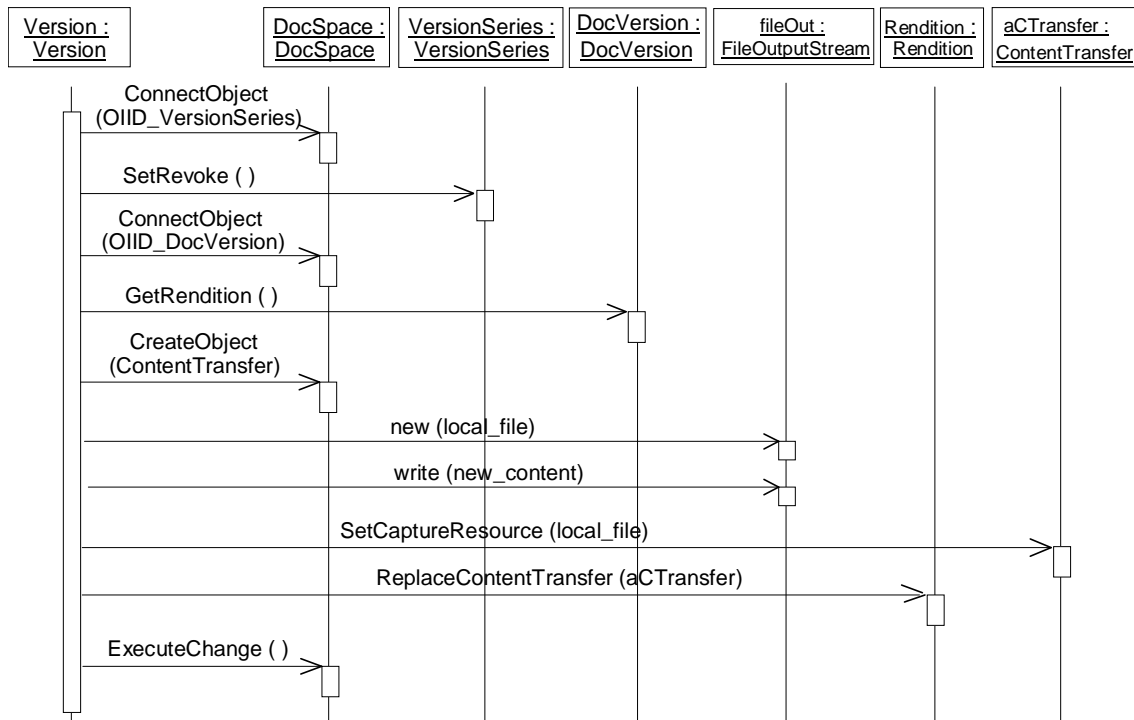 Version :
Version
DocSpace :
DocSpace
VersionSeries :
VersionSeries
DocVersion :
DocVersion
fileOut :
FileOutputStream
Rendition :
Rendition
aCTransfer :
ContentTransfer
ConnectObject
(OIID_VersionSeries)
SetRevoke ( )
ConnectObject
(OIID_DocVersion)
GetRendition ( )
CreateObject
(ContentTransfer)
new (local_file)
write (new_content)
SetCaptureResource (local_file)
ReplaceContentTransfer (aCTransfer)
ExecuteChange ( )